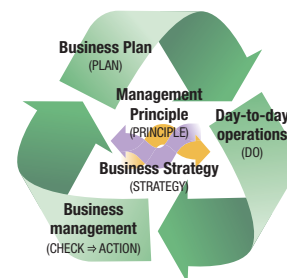 Business Plan
(PLAN)
Management
Principle
(PRINCIPLE)
Day-to-day
operations
(DO)
Business Strategy
(STRATEGY)
Business
management
(CHECK ⇒ ACTION)